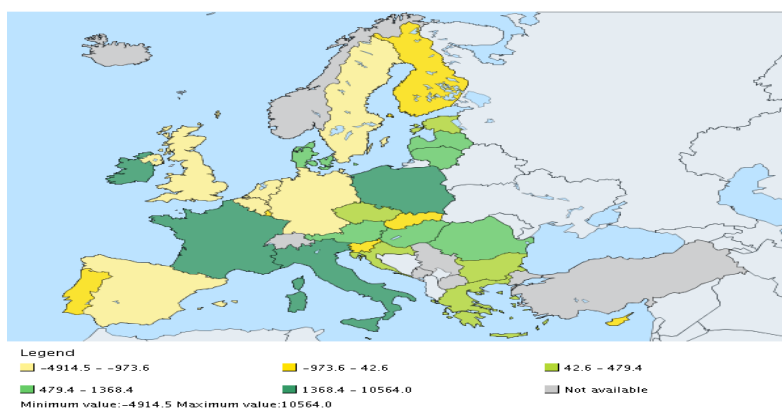 Legend
-4914.5 - -973.6 -973.6 - 42.6 42.6 - 479.4
479.4 - 1368.4 1368.4 - 10564.0 Not available
Minimum value:-4914.5 Maximum value:10564.0